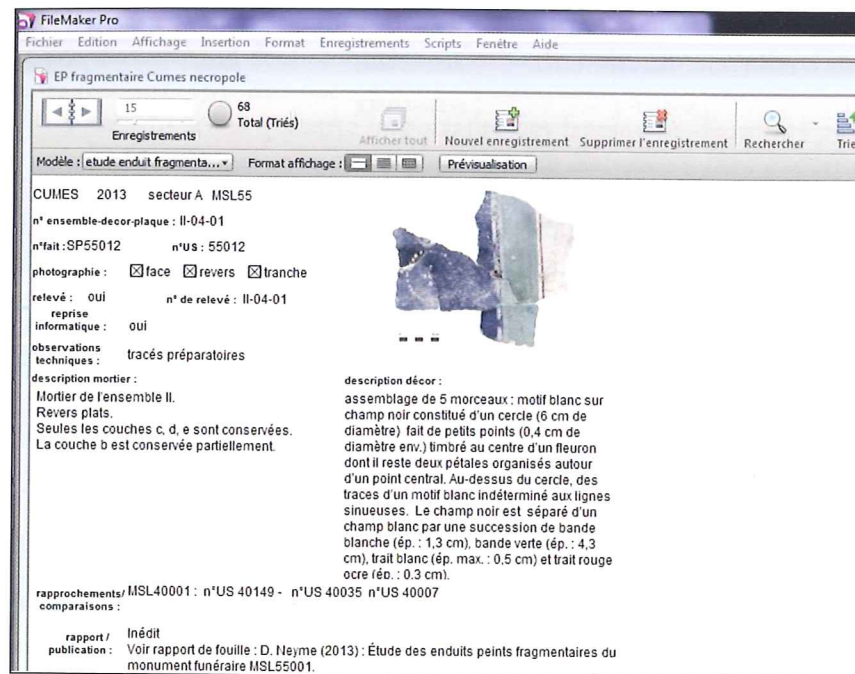 FileMaker Pro
Fichier Edition Affichage Insertion Format Enregistrements Scripts Fenêtre Aide
EP fragmentaire Cumes necropole
15
Enregistrements
68
Total (Triés)
Afficher tout
Nouvel enregistrement
Supprimer l'enregistrement
Rechercher
Trie
Modèle : etude enduit fragmenta... Format affichage : Prévisualisation
CUMES 2013 secteur A MSL55
n° ensemble-decor-plaque : II-04-01
n°fait :SP55012 n°US : 55012
photographie : face revers tranche
relevé : oui n° de relevé : II-04-01
reprise
informatique : oui
observations
techniques : tracés préparatoires
description mortier :
Mortier de l'ensemble II.
Revers plats.
Seules les couches c, d, e sont conservées.
La couche b est conservée partiellement.
description décor :
assemblage de 5 morceaux : motif blanc sur
champ noir constitué d'un cercle (6 cm de
diamètre) fait de petits points (0,4 cm de
diamètre env.) timbré au centre d'un fleuron
dont il reste deux pétales organisés autour
d'un point central. Au-dessus du cercle, des
traces d'un motif blanc indéterminé aux lignes
sinueuses. Le champ noir est séparé d'un
champ blanc par une succession de bande
blanche (ép. : 1,3 cm), bande verte (ép. : 4,3
cm), trait blanc (ép. max. : 0,5 cm) et trait rouge
ocre (ép. : 0.3 cm).
rapprochements/ MSL40001 : n°US 40149 - n°US 40035 n°US 40007
comparaisons :
rapport / Inédit
publication : Voir rapport de fouille : D. Neyme (2013) : Étude des enduits peints fragmentaires du
monument funéraire MSL55001.